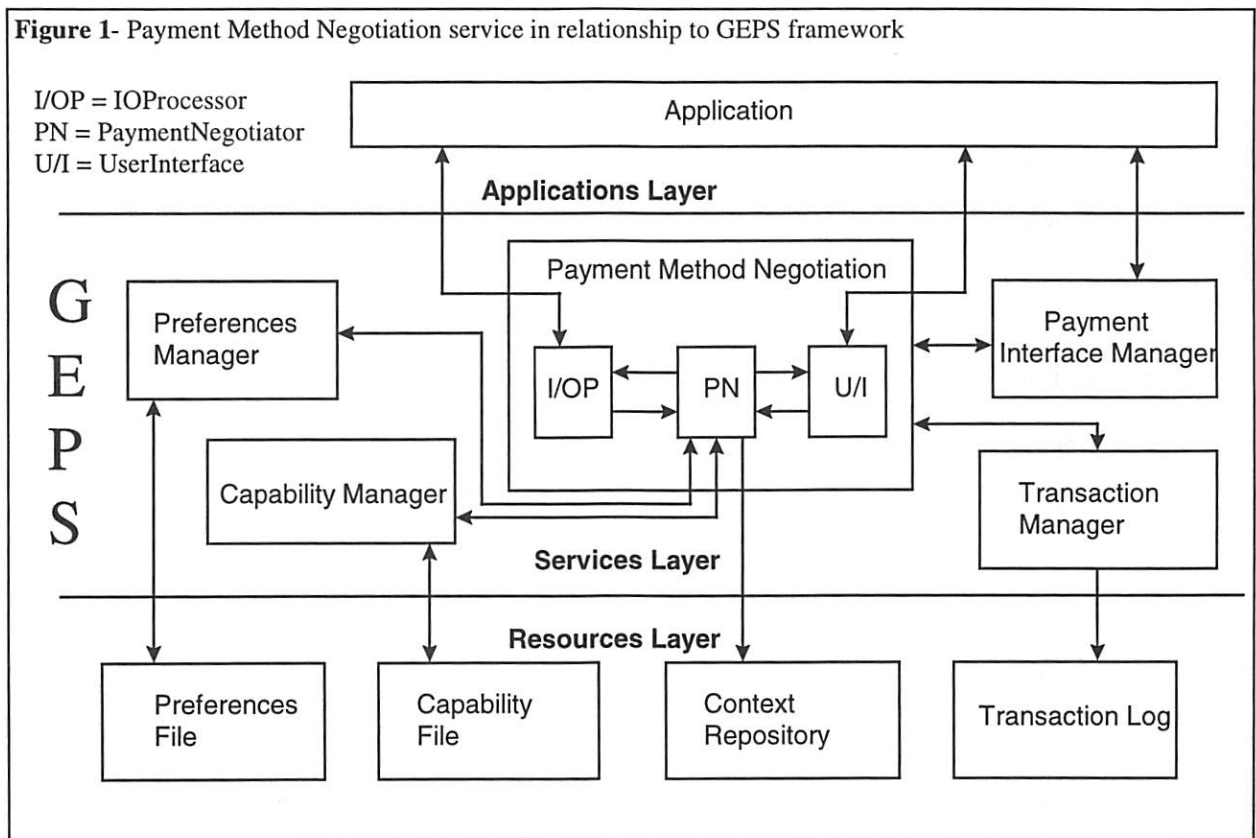 Figure 1- Payment Method Negotiation service in relationship to GEPS framework
I/OP = IOProcessor
PN = PaymentNegotiator
U/I = UserInterface
Application
Applications Layer
G
E
P
S
Payment Method Negotiation
Preferences
Manager
Payment
Interface Manager
I/OP
PN
U/I
Capability Manager
Transaction
Manager
Services Layer
Resources Layer
Preferences
File
Capability
File
Context
Repository
Transaction Log